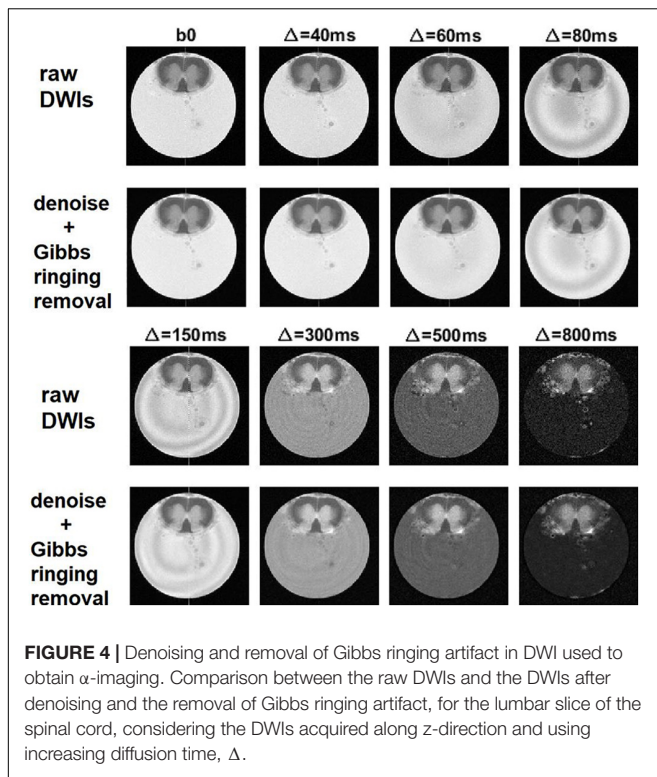 b0 Δ=40ms Δ=60ms Δ=80ms
raw
DWIs
denoise
+
Gibbs
ringing
removal
Δ=150ms Δ=300ms Δ=500ms Δ=800ms
raw
DWIs
denoise
+
Gibbs
ringing
removal
FIGURE 4 | Denoising and removal of Gibbs ringing artifact in DWI used to
obtain α-imaging. Comparison between the raw DWIs and the DWIs after
denoising and the removal of Gibbs ringing artifact, for the lumbar slice of the
spinal cord, considering the DWIs acquired along z-direction and using
increasing diffusion time, Δ.